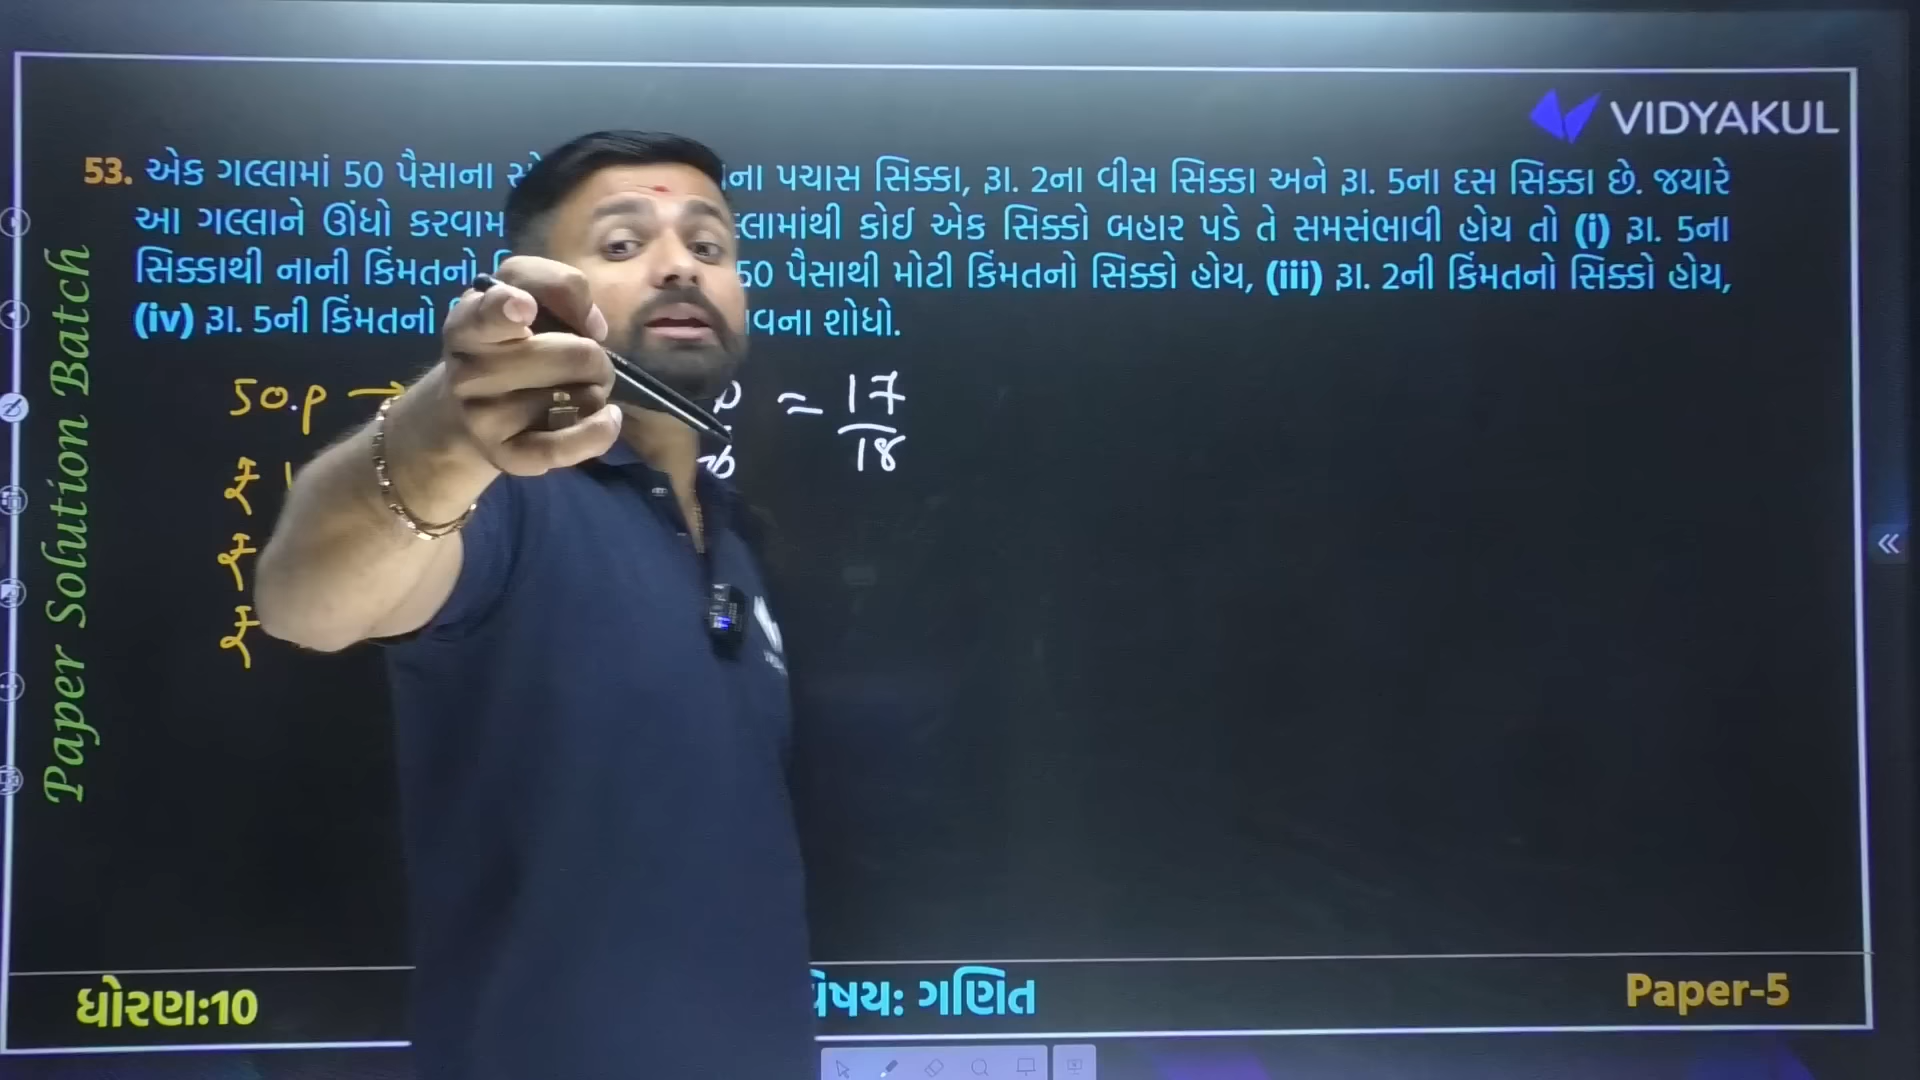 VIDYAKUL
53. એક ગલ્લામાં 50 પૈસાના પચાસ સિક્કા, રૂા. 2ના વીસ સિક્કા અને રૂા. 5ના દસ સિક્કા છે. જયારે
આ ગલ્લાને ઊંધો કરવામ કોઈ એક સિક્કો બહાર પડે તે સમસંભાવી હોય તો (i) રૂા. 5ના
સિક્કાથી નાની કિંમતનો 50 પૈસાથી મોટી કિંમતનો સિક્કો હોય, (iii) રૂા. 2ની કિંમતનો સિક્કો હોય,
(iv) રૂા. 5ની કિંમતનો શોધો.
50.p → = 17
18
Paper Solution Batch
ધોરણ:10
વિષય: ગણિત
Paper-5